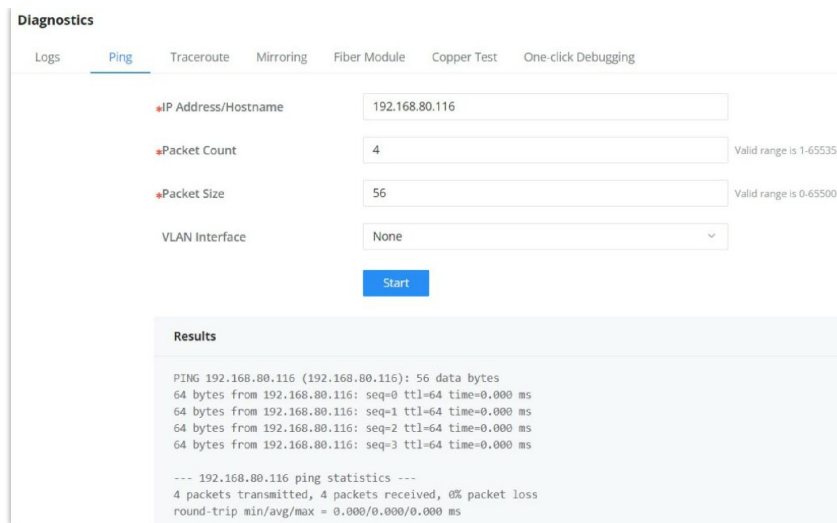 Diagnostics
Logs Ping Traceroute Mirroring Fiber Module Copper Test One-click Debugging
*IP Address/Hostname 192.168.80.116
*Packet Count 4 Valid range is 1-65535
*Packet Size 56 Valid range is 0-65500
VLAN Interface None
Start
Results
PING 192.168.80.116 (192.168.80.116): 56 data bytes
64 bytes from 192.168.80.116: seq=0 ttl=64 time=0.000 ms
64 bytes from 192.168.80.116: seq=1 ttl=64 time=0.000 ms
64 bytes from 192.168.80.116: seq=2 ttl=64 time=0.000 ms
64 bytes from 192.168.80.116: seq=3 ttl=64 time=0.000 ms
--- 192.168.80.116 ping statistics ---
4 packets transmitted, 4 packets received, 0% packet loss
round-trip min/avg/max = 0.000/0.000/0.000 ms